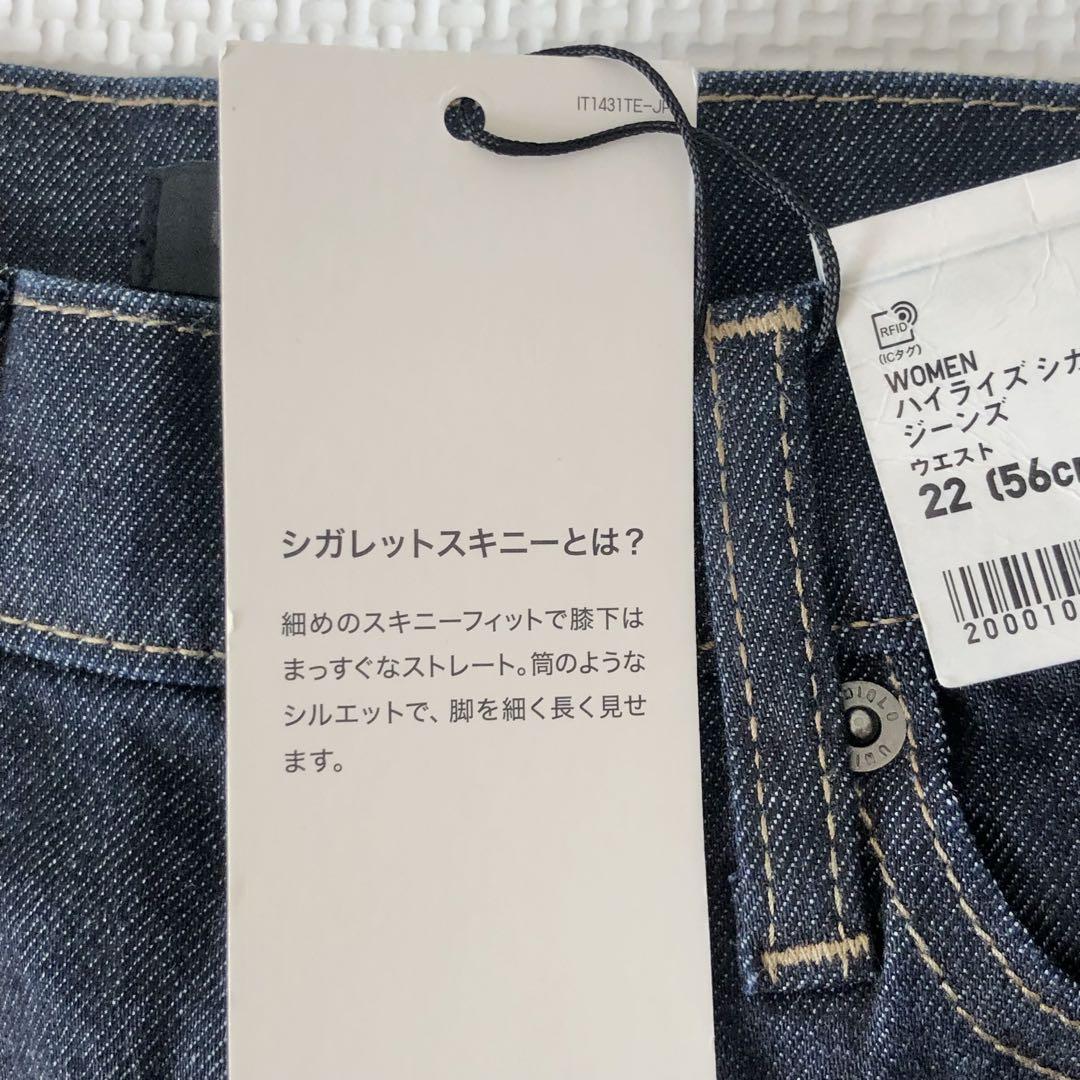 IT1431TE-JP
シガレットスキニーとは?
細めのスキニーフィットで膝下は
まっすぐなストレート。筒のような
シルエットで、脚を細く長く見せ
ます。
RFID
(ICタグ)
WOMEN
ハイライズ シガ
ジーンズ
ウエスト
22 (56c
200010